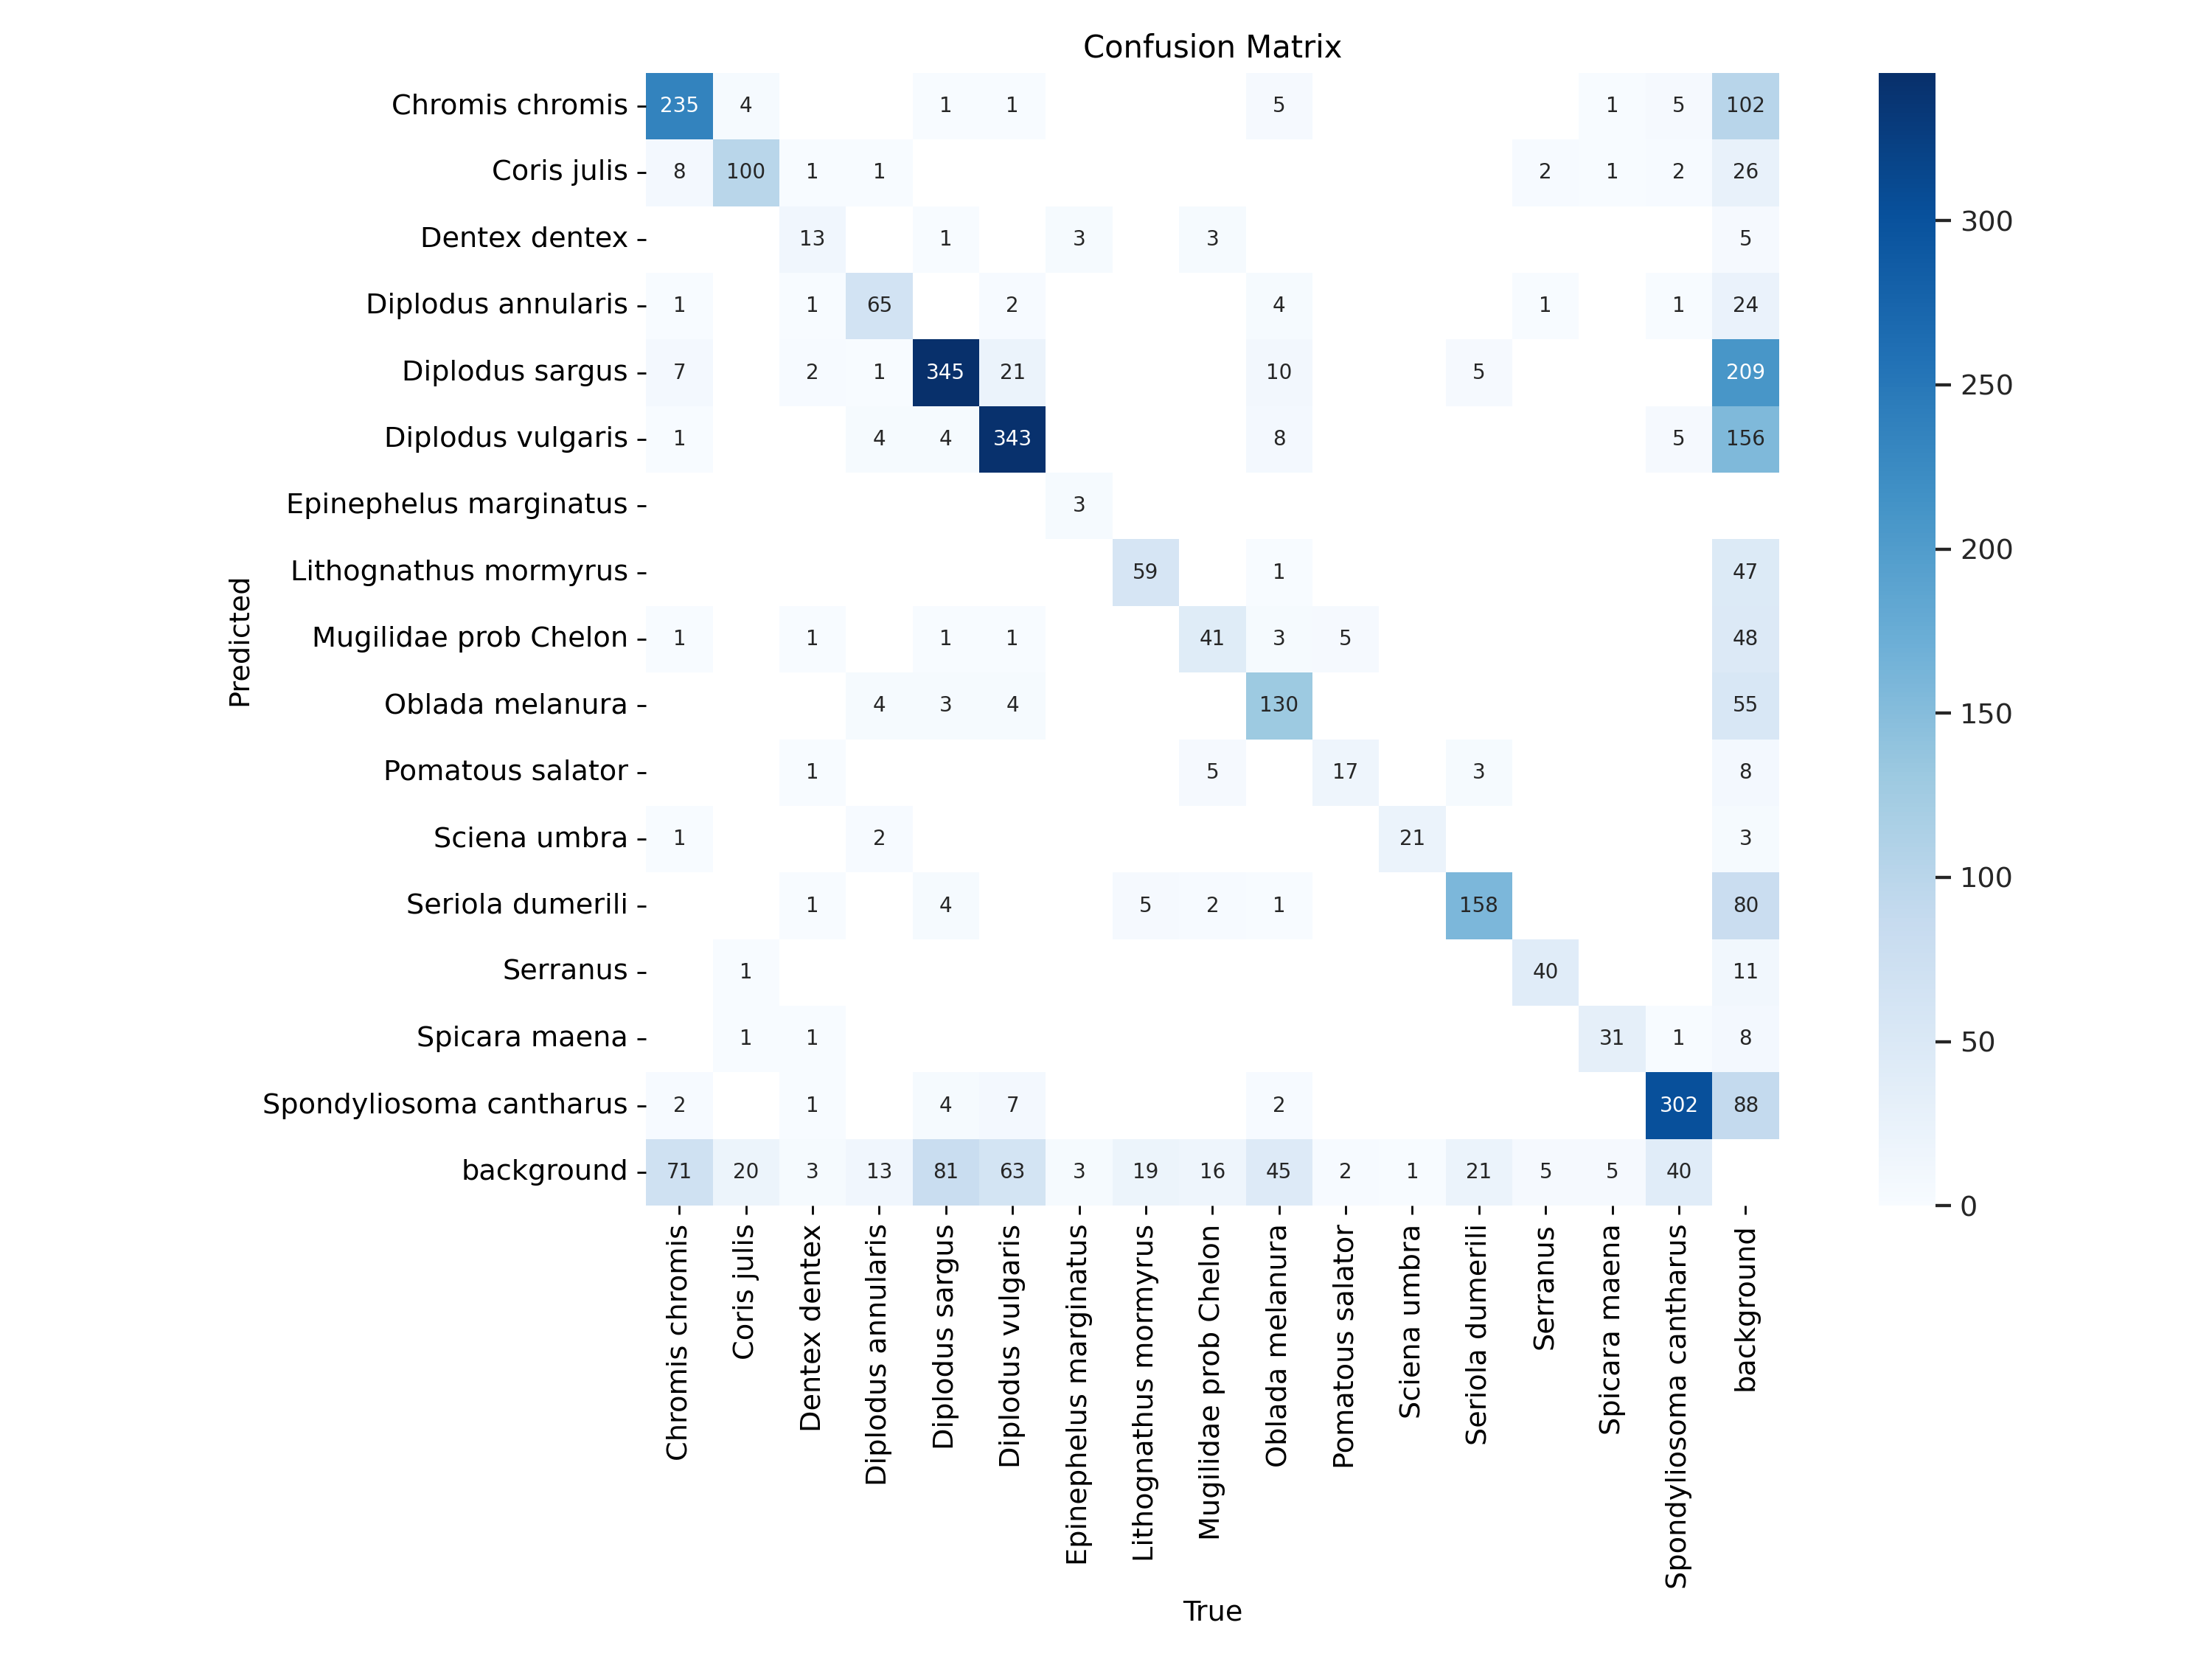 Confusion Matrix
Chromis chromis 235 4 1 1 5 1 5 102
Coris julis 8 100 1 1 2 1 2 26
Dentex dentex 13 1 3 3 5
Diplodus annularis 1 1 65 2 4 1 1 24
Diplodus sargus 7 2 1 345 21 10 5 209
Diplodus vulgaris 1 4 4 343 8 5 156
Epinephelus marginatus 3
Lithognathus mormyrus 59 1 47
Mugilidae prob Chelon 1 1 1 1 41 3 5 48
Oblada melanura 4 3 4 130 55
Pomatous salator 1 5 17 3 8
Sciena umbra 1 2 21 3
Seriola dumerili 1 4 5 2 1 158 80
Serranus 1 40 11
Spicara maena 1 1 31 1 8
Spondyliosoma cantharus 2 1 4 7 2 302 88
background 71 20 3 13 81 63 3 19 16 45 2 1 21 5 5 40
Predicted
Chromis chromis
Coris julis
Dentex dentex
Diplodus annularis
Diplodus sargus
Diplodus vulgaris
Epinephelus marginatus
Lithognathus mormyrus
Mugilidae prob Chelon
Oblada melanura
Pomatous salator
Sciena umbra
Seriola dumerili
Serranus
Spicara maena
Spondyliosoma cantharus
background
True
300
250
200
150
100
50
0